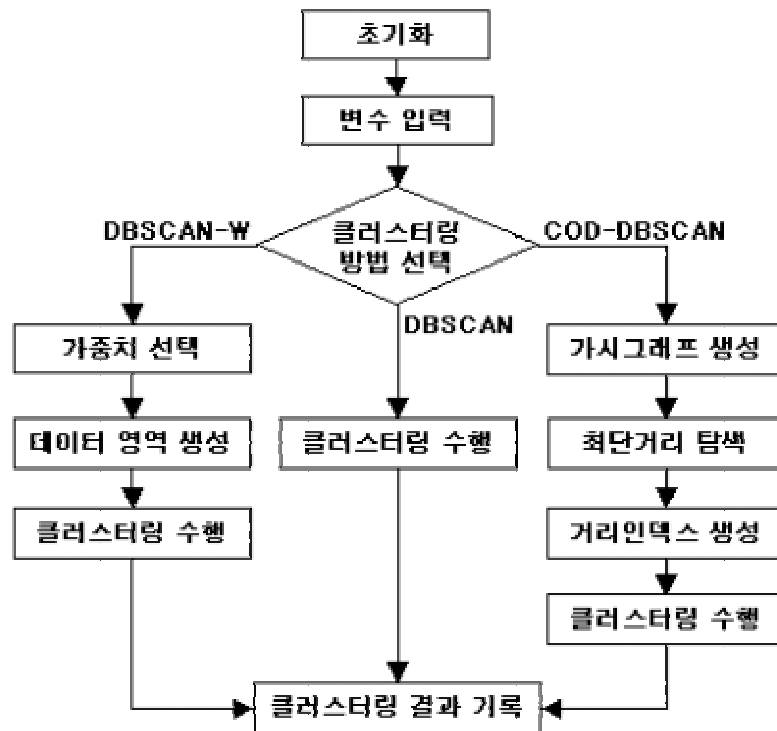 초기화
변수 입력
클러스터링
방법 선택
DBSCAN-W
COD-DBSCAN
DBSCAN
가중치 선택
데이터 영역 생성
클러스터링 수행
클러스터링 수행
가시그래프 생성
최단거리 탐색
거리인덱스 생성
클러스터링 수행
클러스터링 결과 기록